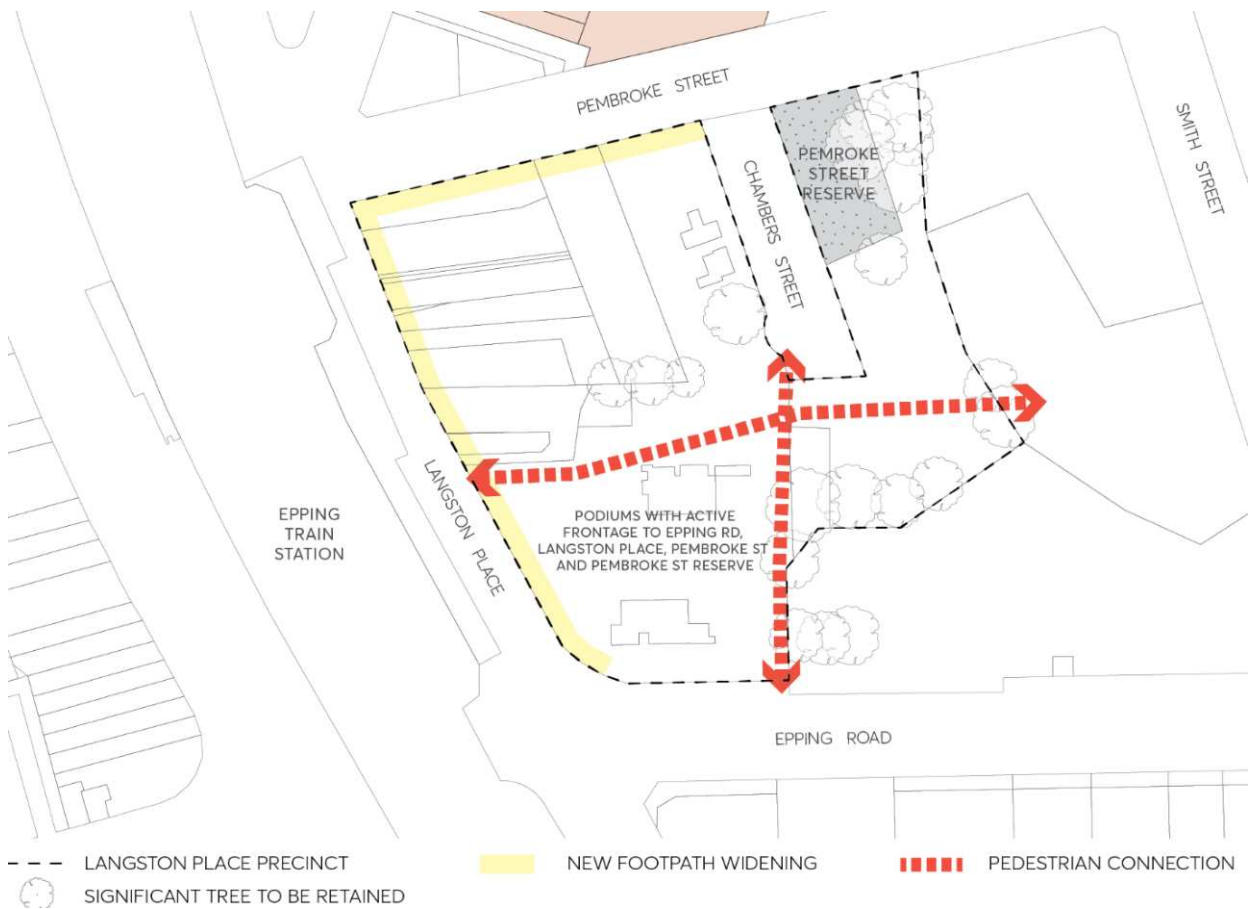 PEMBROKE STREET
SMITH STREET
PEMROKE
STREET
RESERVE
CHAMBERS STREET
LANGSTON PLACE
EPPING
TRAIN
STATION
PODIUMS WITH ACTIVE
FRONTAGE TO EPPING RD,
LANGSTON PLACE, PEMBROKE ST
AND PEMBROKE ST RESERVE
EPPING ROAD
LANGSTON PLACE PRECINCT
NEW FOOTPATH WIDENING
PEDESTRIAN CONNECTION
SIGNIFICANT TREE TO BE RETAINED